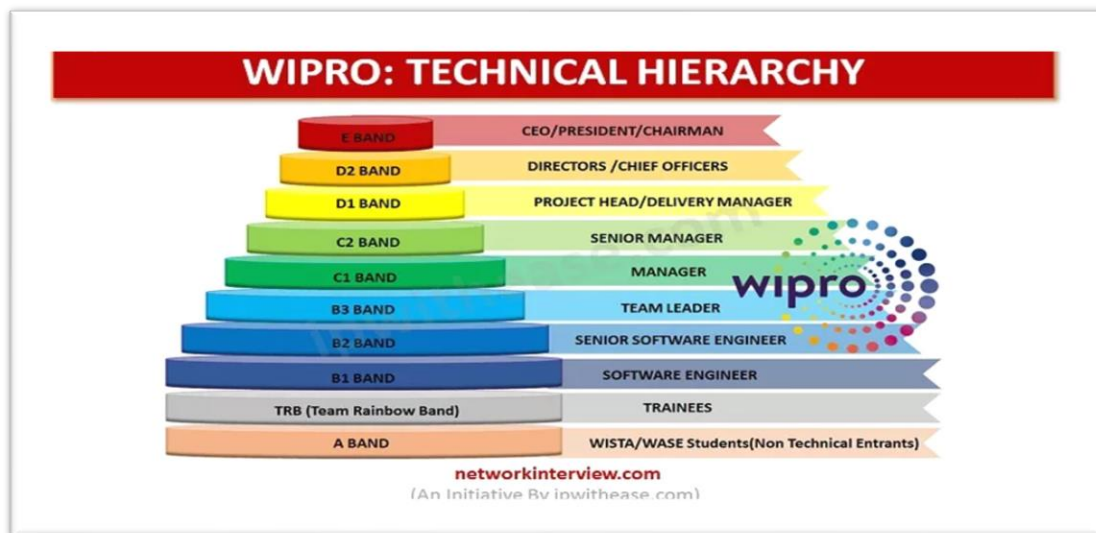 WIPRO: TECHNICAL HIERARCHY
E BAND CEO/PRESIDENT/CHAIRMAN
D2 BAND DIRECTORS /CHIEF OFFICERS
D1 BAND PROJECT HEAD/DELIVERY MANAGER
C2 BAND SENIOR MANAGER
C1 BAND MANAGER
wipro
B3 BAND TEAM LEADER
B2 BAND SENIOR SOFTWARE ENGINEER
B1 BAND SOFTWARE ENGINEER
TRB (Team Rainbow Band) TRAINEES
A BAND WISTA/WASE Students(Non Technical Entrants)
networkinterview.com
(An Initiative By ipwithease.com)
ipwithease.com